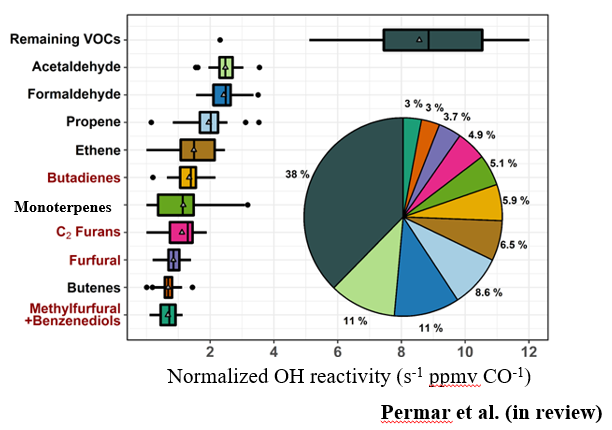 Remaining VOCs
Acetaldehyde
Formaldehyde
Propene
Ethene
Butadienes
Monoterpenes
C₂ Furans
Furfural
Butenes
Methylfurfural
+Benzenediols
3 %
3 %
3.7 %
4.9 %
5.1 %
5.9 %
6.5 %
8.6 %
11 %
11 %
38 %
2 4 6 8 10 12
Normalized OH reactivity (s⁻¹ ppmv CO⁻¹)
Permar et al. (in review)